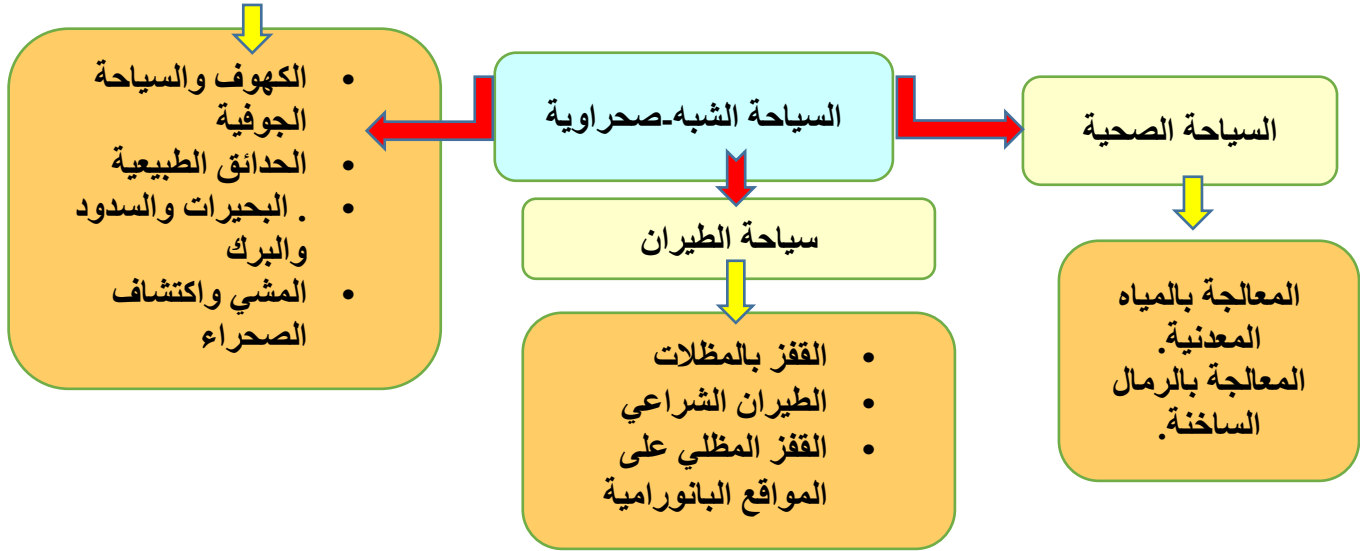 السياحة الشبه-صحراوية
السياحة الصحية
المعالجة بالمياه
المعدنية.
المعالجة بالرمال
الساخنة.
سياحة الطيران
• القفز بالمظلات
• الطيران الشراعي
• القفز المظلي على
المواقع البانورامية
• الكهوف والسياحة
الجوفية
• الحدائق الطبيعية
• . البحيرات والسدود
والبرك
• المشي واكتشاف
الصحراء